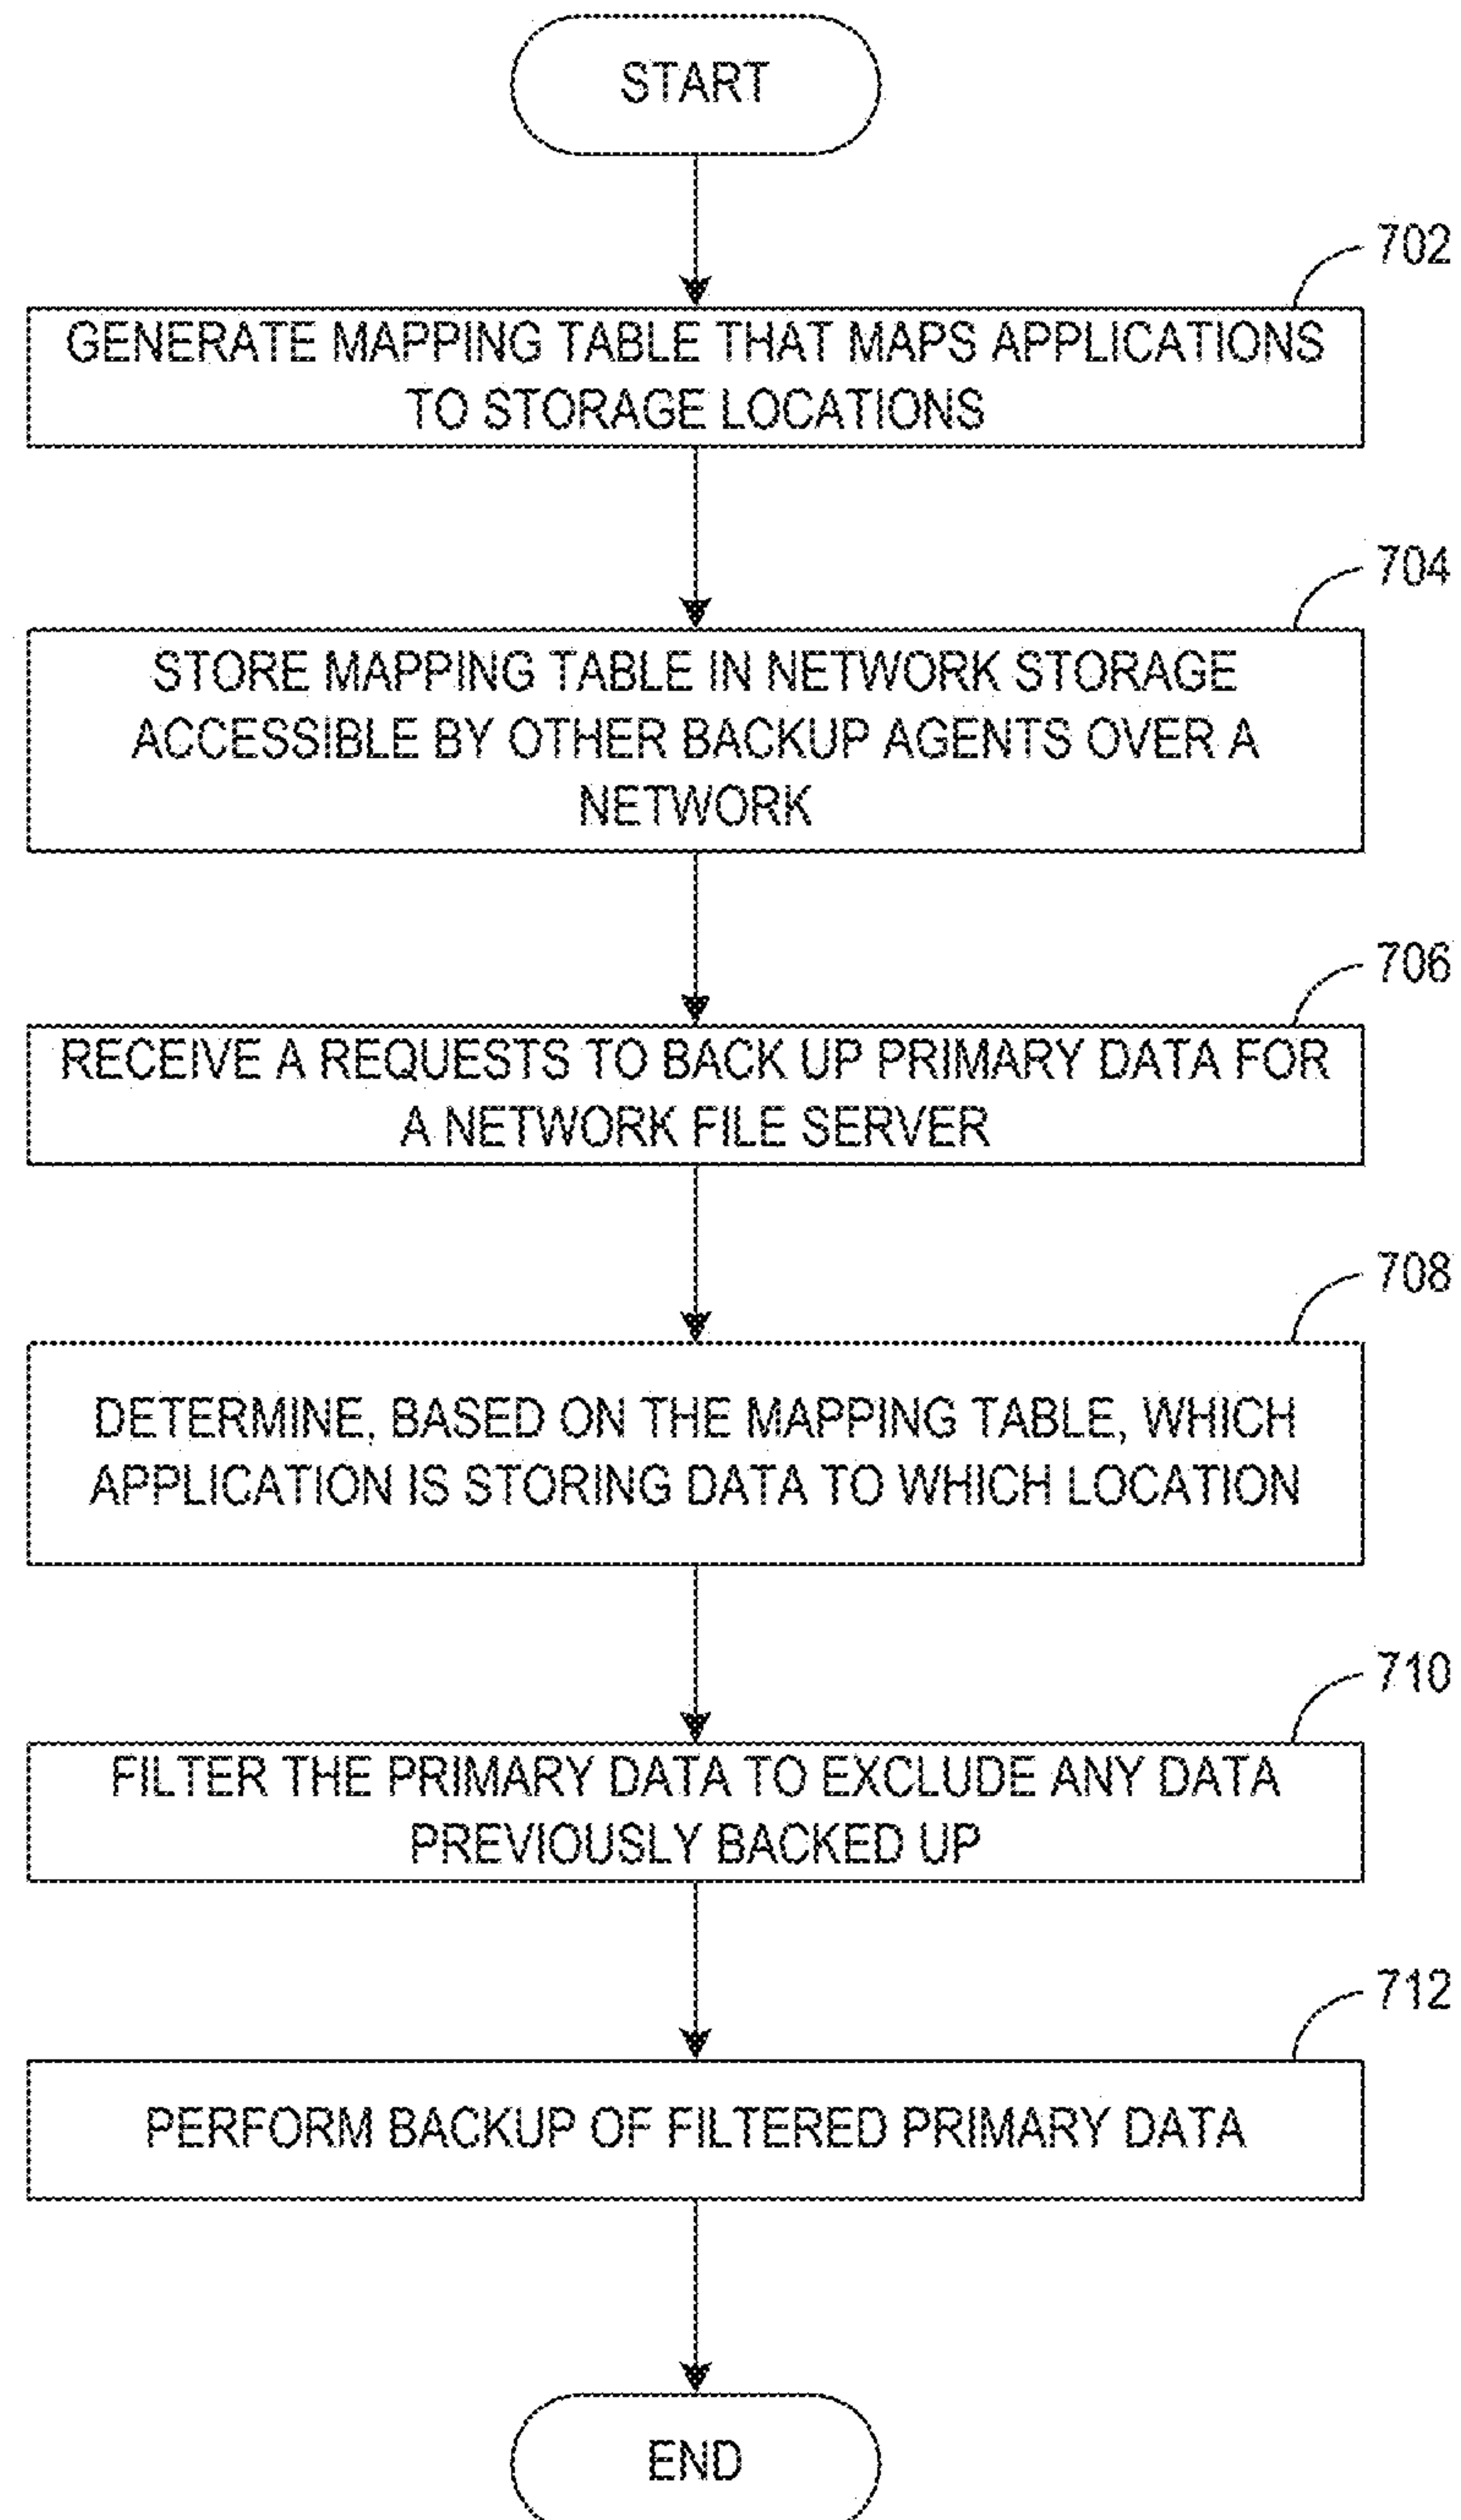 START
702
GENERATE MAPPING TABLE THAT MAPS APPLICATIONS
TO STORAGE LOCATIONS
704
STORE MAPPING TABLE IN NETWORK STORAGE
ACCESSIBLE BY OTHER BACKUP AGENTS OVER A
NETWORK
706
RECEIVE A REQUESTS TO BACK UP PRIMARY DATA FOR
A NETWORK FILE SERVER
708
DETERMINE, BASED ON THE MAPPING TABLE, WHICH
APPLICATION IS STORING DATA TO WHICH LOCATION
710
FILTER THE PRIMARY DATA TO EXCLUDE ANY DATA
PREVIOUSLY BACKED UP
712
PERFORM BACKUP OF FILTERED PRIMARY DATA
END